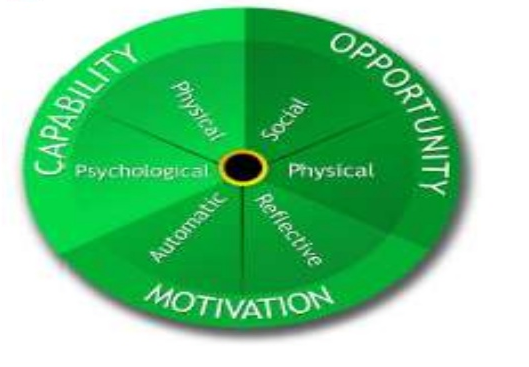 CAPABILITY
OPPORTUNITY
Physical
Social
Psychological
Physical
Automatic
Reflective
MOTIVATION